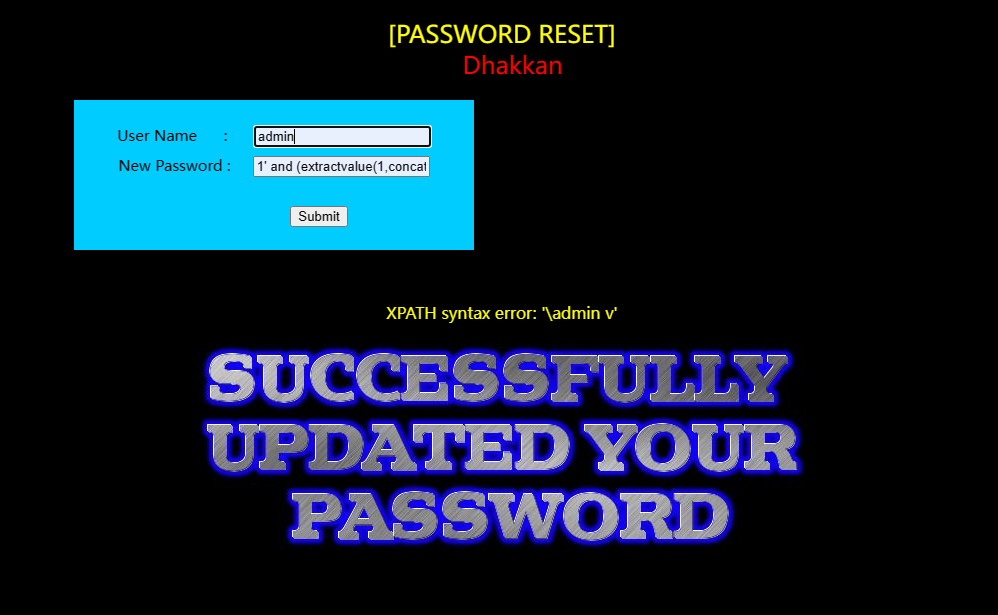 [PASSWORD RESET]
Dhakkan
User Name :
admin
New Password :
1' and (extractvalue(1,concat
Submit
XPATH syntax error: '\admin v'
SUCCESSFULLY
UPDATED YOUR
PASSWORD